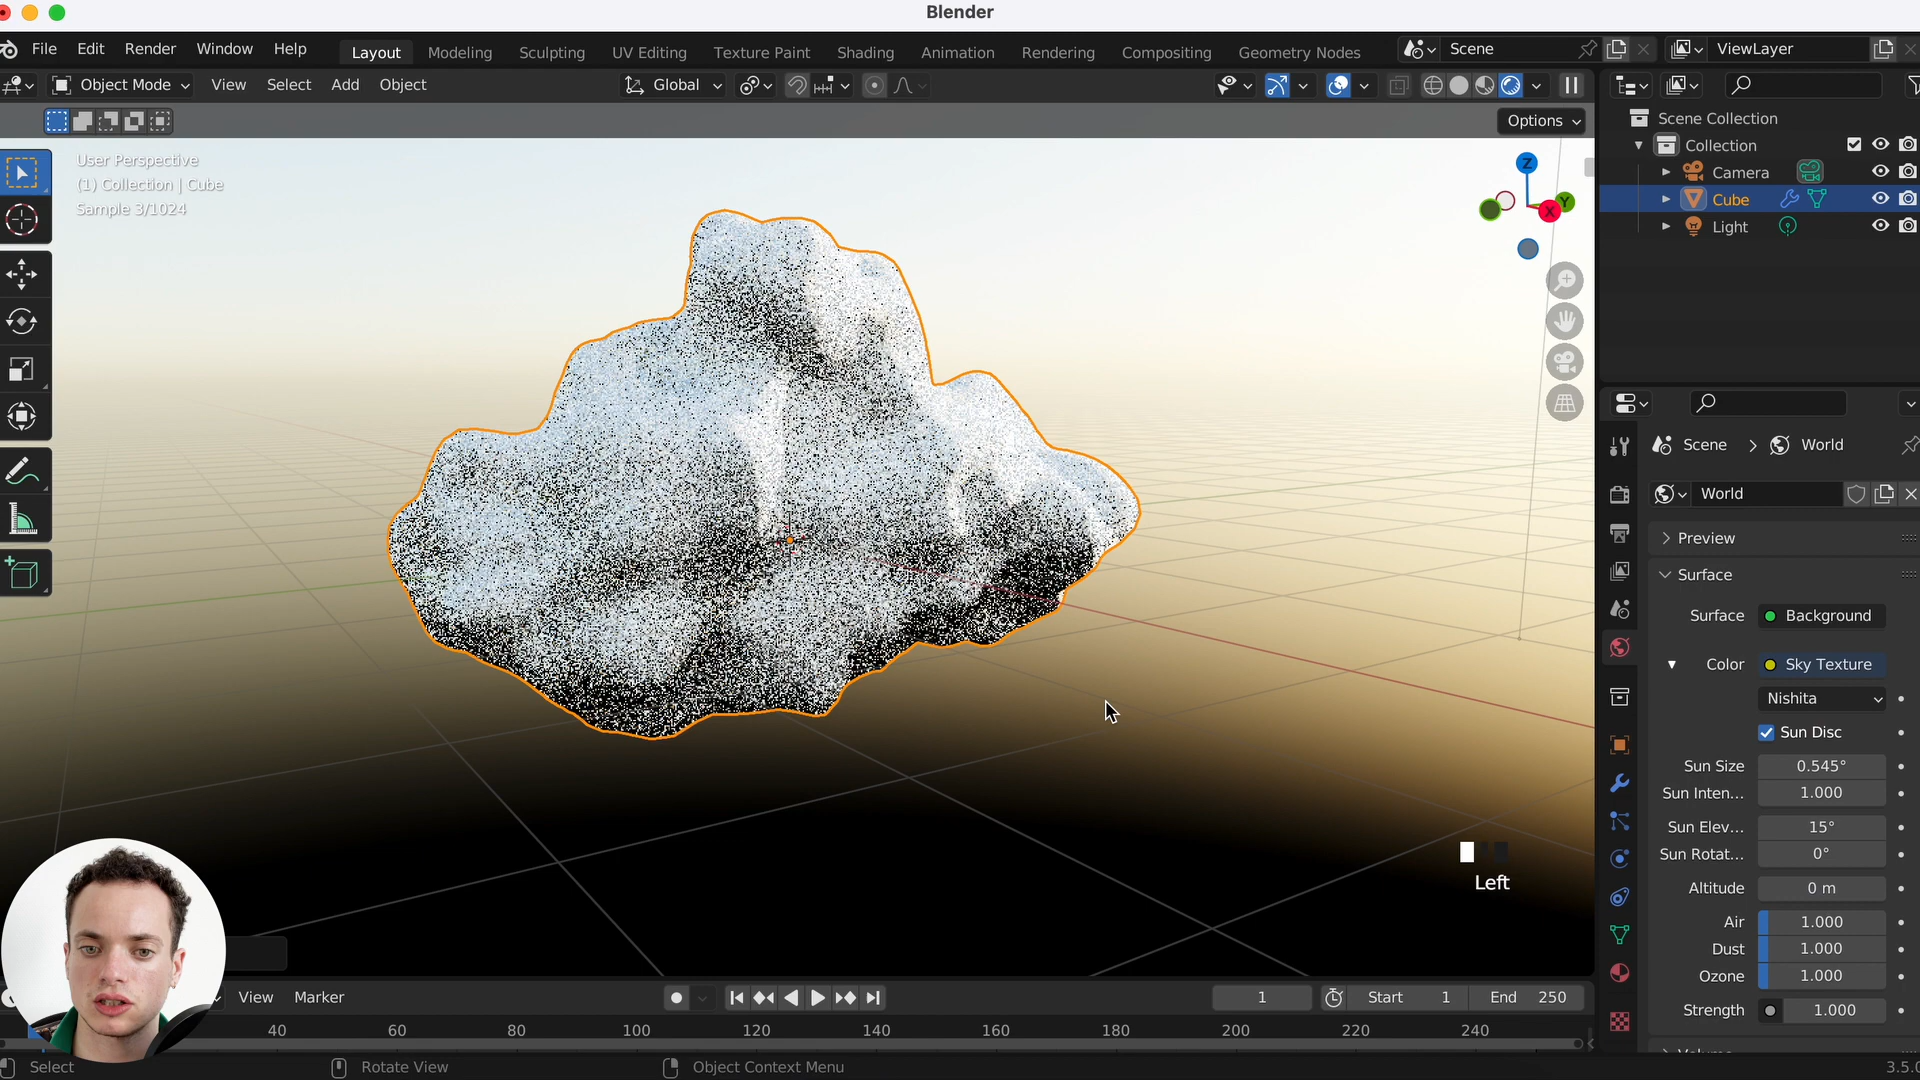 Blender
File Edit Render Window Help Layout Modeling Sculpting UV Editing Texture Paint Shading Animation Rendering Compositing Geometry Nodes Scene ViewLayer
Object Mode View Select Add Object Global
Options
User Perspective
(1) Collection | Cube
Sample 3/1024
Z
Y
X
Left
Scene Collection
Collection
Camera
Cube
Light
Scene > World
World
Preview
Surface
Surface Background
Color Sky Texture
Nishita
Sun Disc
Sun Size 0.545°
Sun Inten... 1.000
Sun Elev... 15°
Sun Rotat... 0°
Altitude 0 m
Air 1.000
Dust 1.000
Ozone 1.000
Strength 1.000
View Marker 1 Start 1 End 250
40 60 80 100 120 140 160 180 200 220 240
Select Rotate View Object Context Menu 3.5.0